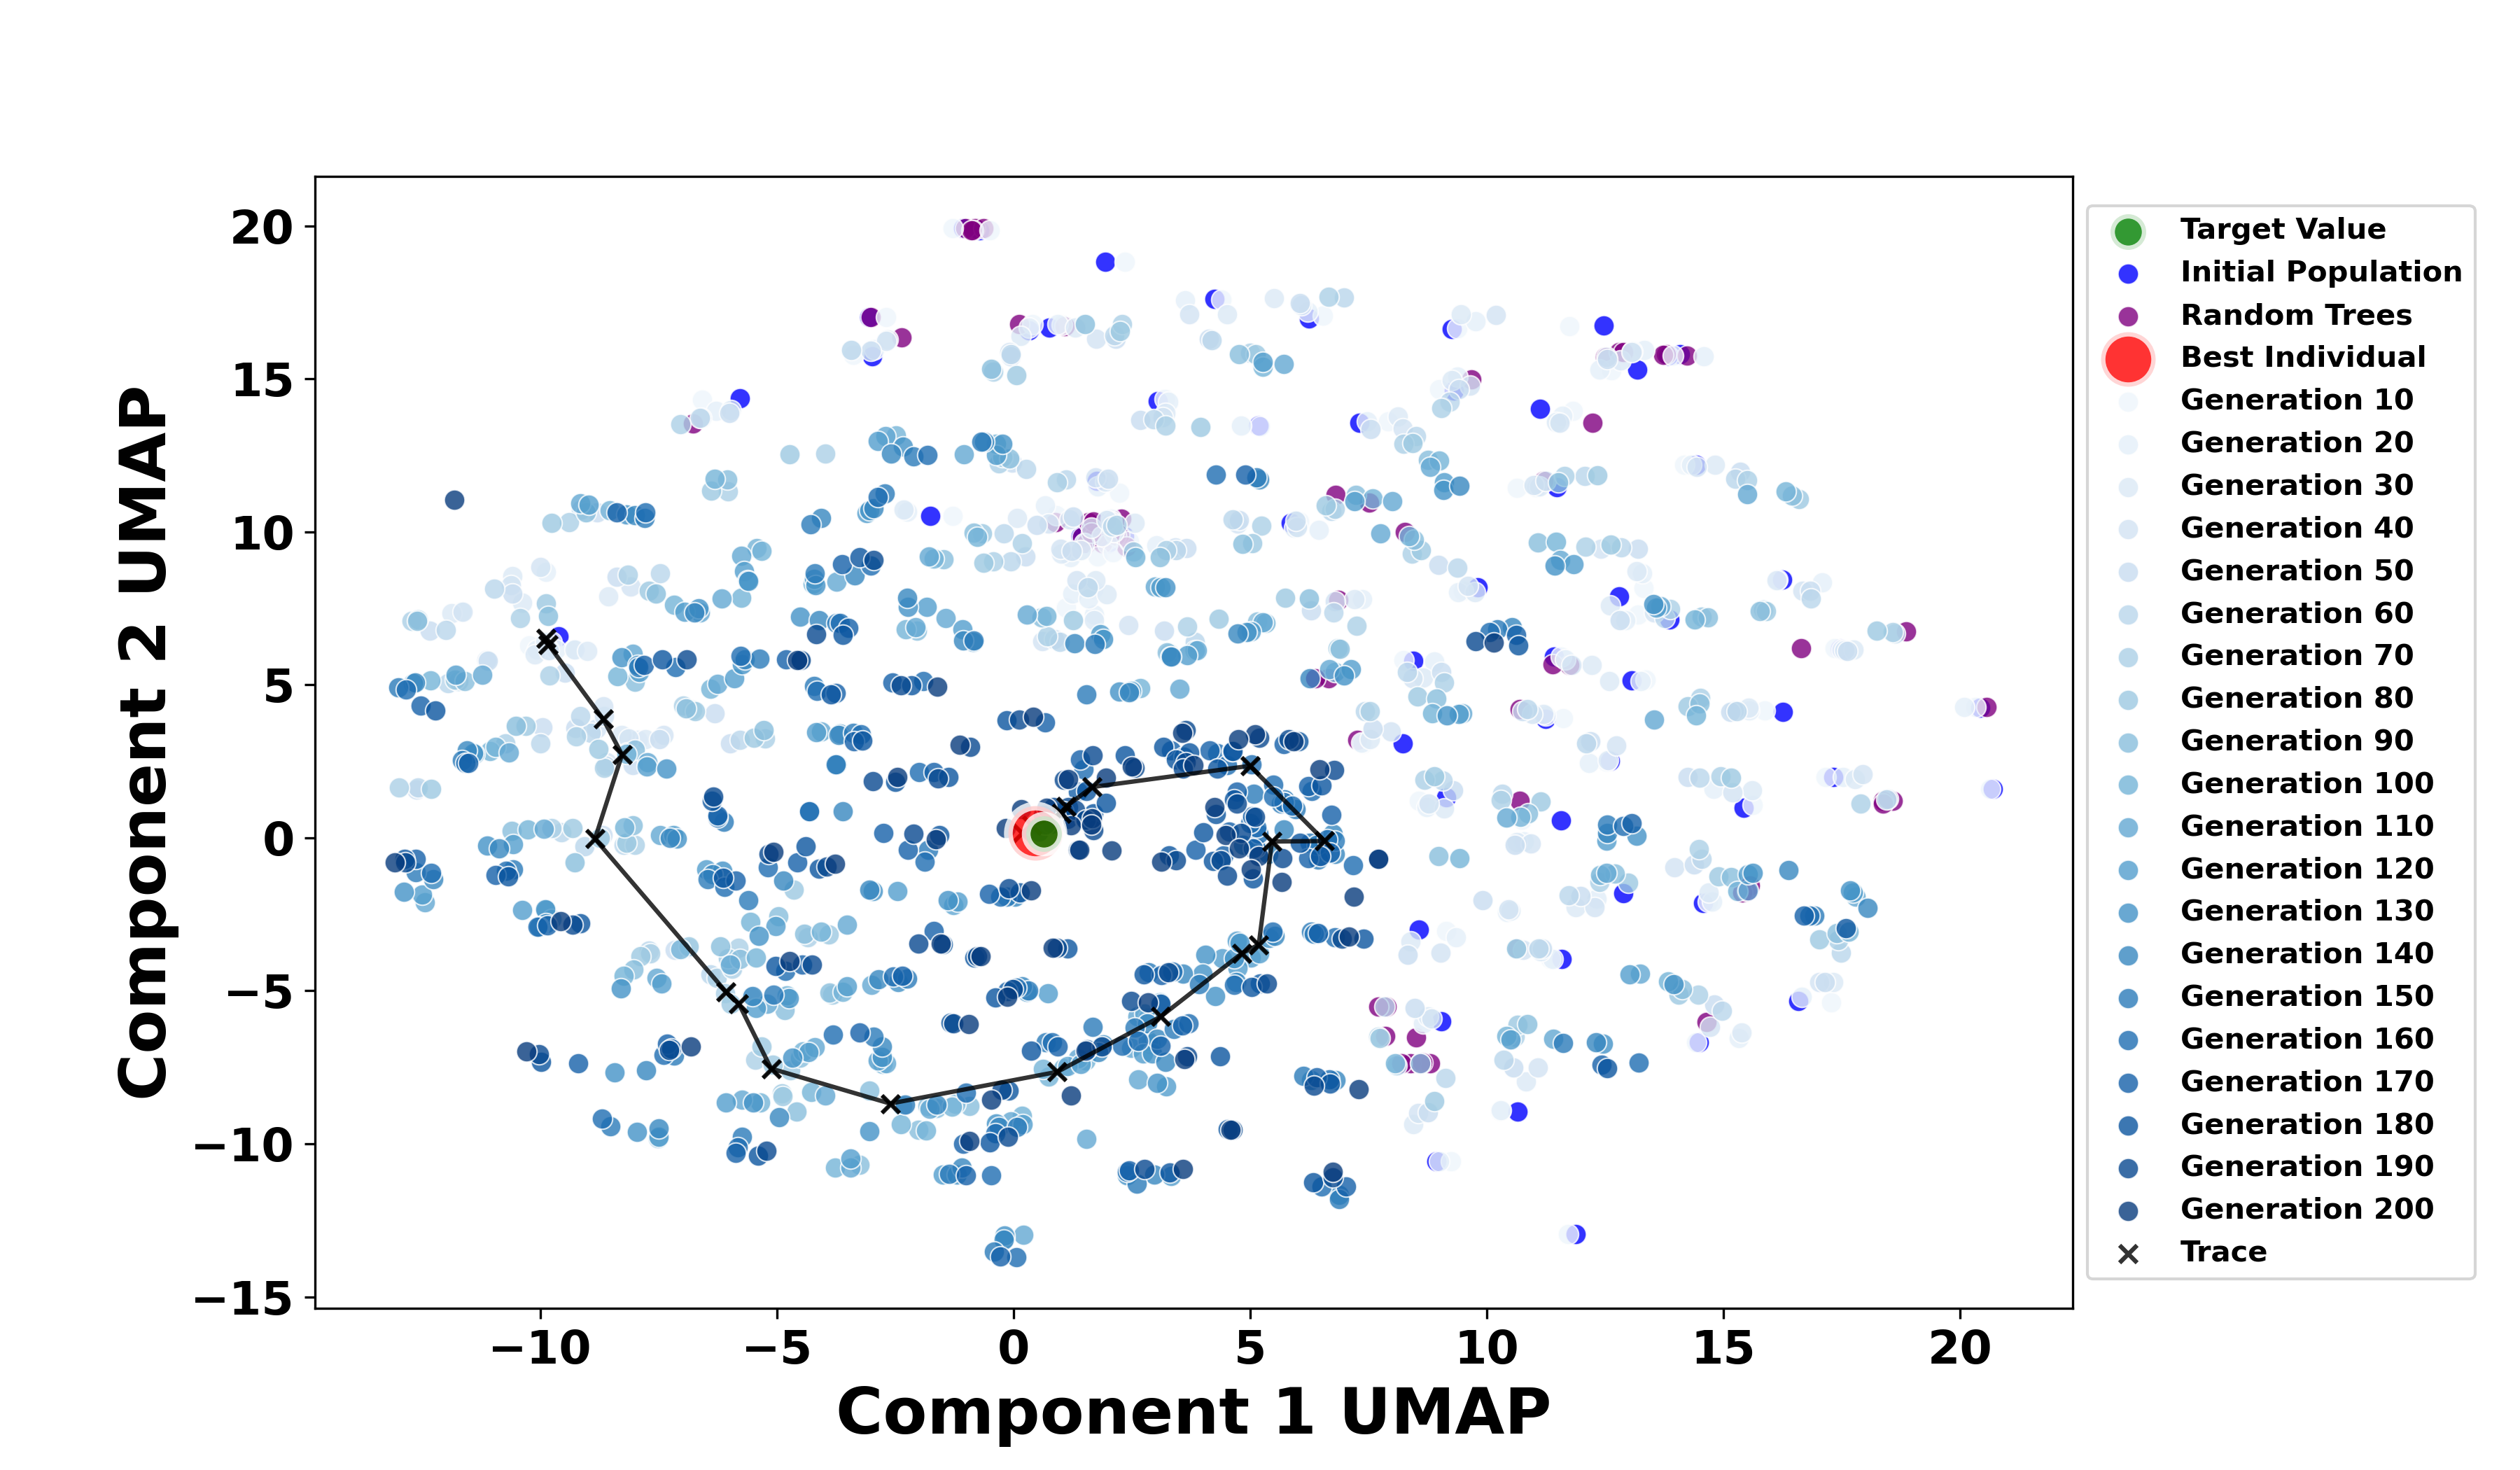 Component 2 UMAP
20
15
10
5
0
−5
−10
−15
−10
−5
0
5
10
15
20
Component 1 UMAP
Target Value
Initial Population
Random Trees
Best Individual
Generation 10
Generation 20
Generation 30
Generation 40
Generation 50
Generation 60
Generation 70
Generation 80
Generation 90
Generation 100
Generation 110
Generation 120
Generation 130
Generation 140
Generation 150
Generation 160
Generation 170
Generation 180
Generation 190
Generation 200
Trace